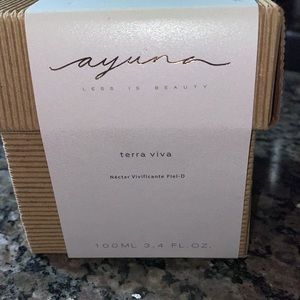 ayuna
LESS IS BEAUTY
terra viva
Néctar Vivificante Piel-D
100ML 3.4 FL.OZ.